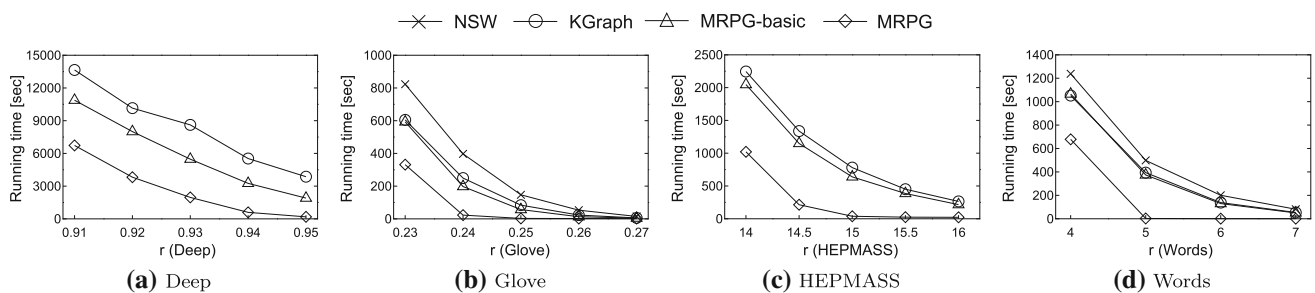 NSW KGraph MRPG-basic MRPG
Running time [sec]
15000
12000
9000
6000
3000
0
0.91 0.92 0.93 0.94 0.95
r (Deep)
(a) Deep
Running time [sec]
1000
800
600
400
200
0
0.23 0.24 0.25 0.26 0.27
r (Glove)
(b) Glove
Running time [sec]
2500
2000
1500
1000
500
0
14 14.5 15 15.5 16
r (HEPMASS)
(c) HEPMASS
Running time [sec]
1400
1200
1000
800
600
400
200
0
4 5 6 7
r (Words)
(d) Words